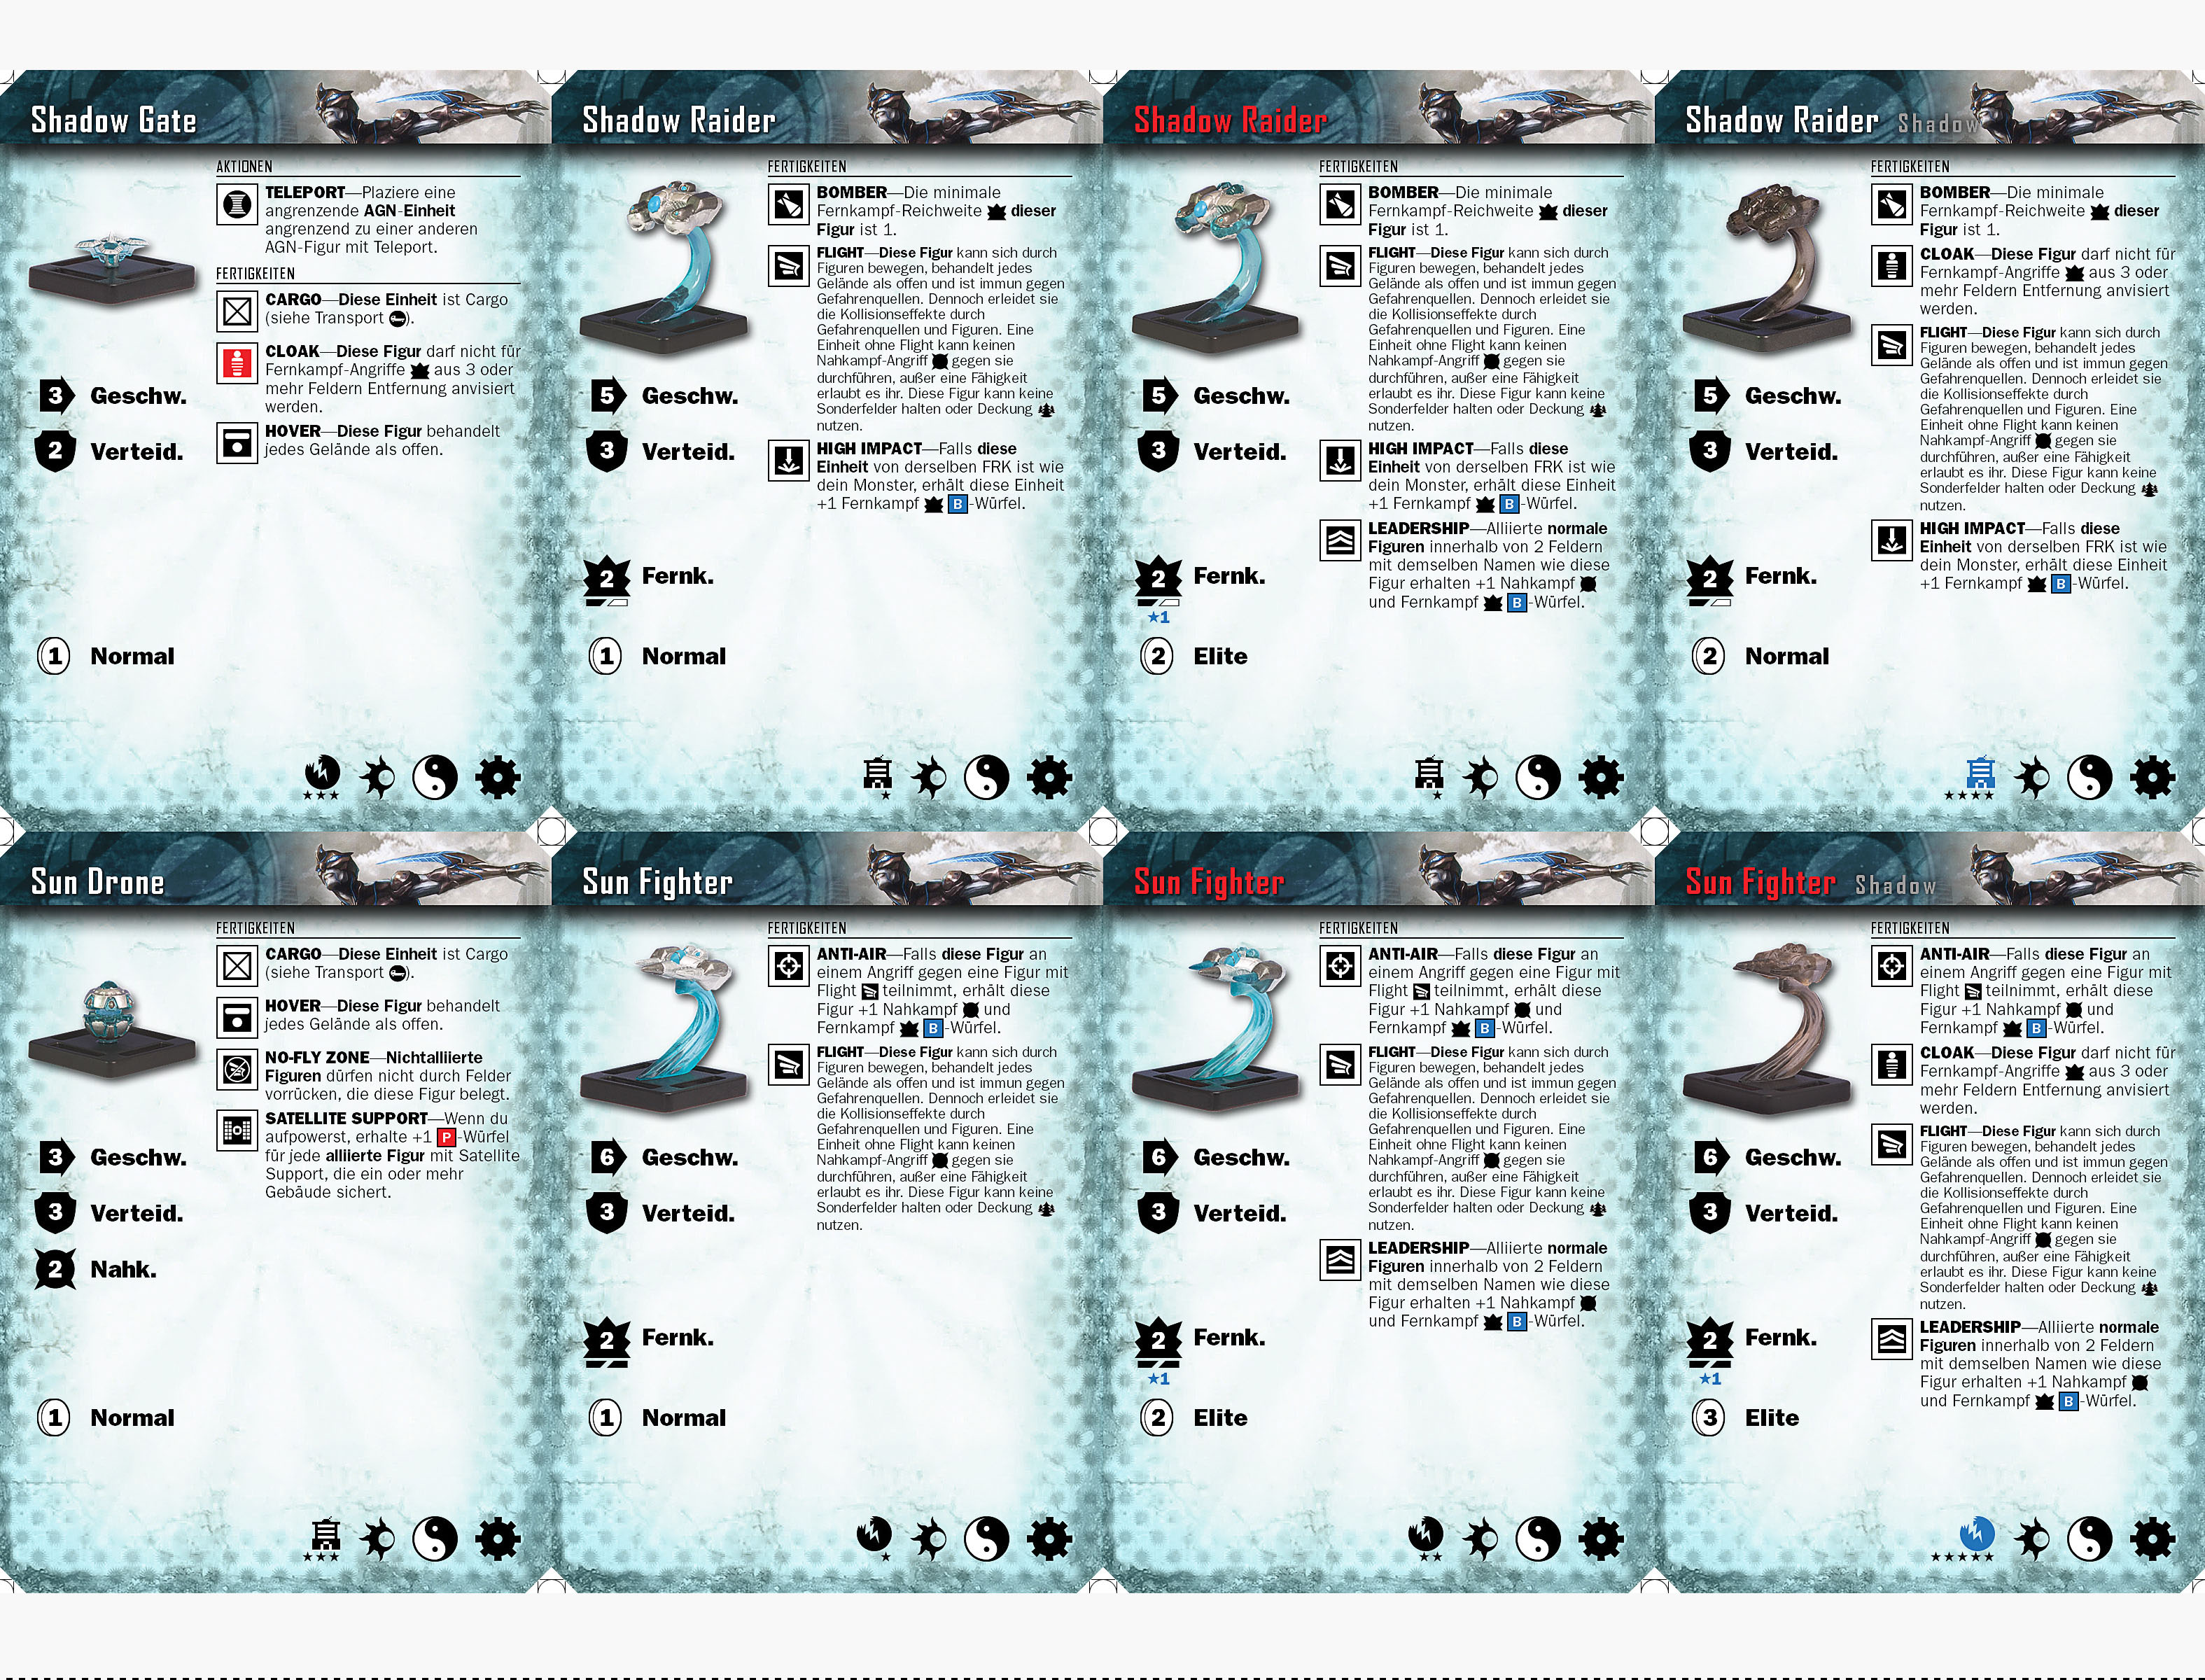 Shadow Gate
AKTIONEN
TELEPORT—Plaziere eine
angrenzende AGN-Einheit
angrenzend zu einer anderen
AGN-Figur mit Teleport.
FERTIGKEITEN
CARGO—Diese Einheit ist Cargo
(siehe Transport ).
CLOAK—Diese Figur darf nicht für
Fernkampf-Angriffe aus 3 oder
mehr Feldern Entfernung anvisiert
werden.
HOVER—Diese Figur behandelt
jedes Gelände als offen.
3 Geschw.
2 Verteid.
1 Normal
Shadow Raider
FERTIGKEITEN
BOMBER—Die minimale
Fernkampf-Reichweite dieser
Figur ist 1.
FLIGHT—Diese Figur kann sich durch
Figuren bewegen, behandelt jedes
Gelände als offen und ist immun gegen
Gefahrenquellen. Dennoch erleidet sie
die Kollisionseffekte durch
Gefahrenquellen und Figuren. Eine
Einheit ohne Flight kann keinen
Nahkampf-Angriff gegen sie
durchführen, außer eine Fähigkeit
erlaubt es ihr. Diese Figur kann keine
Sonderfelder halten oder Deckung
nutzen.
HIGH IMPACT—Falls diese
Einheit von derselben FRK ist wie
dein Monster, erhält diese Einheit
+1 Fernkampf B-Würfel.
5 Geschw.
3 Verteid.
2 Fernk.
1 Normal
Shadow Raider
FERTIGKEITEN
BOMBER—Die minimale
Fernkampf-Reichweite dieser
Figur ist 1.
FLIGHT—Diese Figur kann sich durch
Figuren bewegen, behandelt jedes
Gelände als offen und ist immun gegen
Gefahrenquellen. Dennoch erleidet sie
die Kollisionseffekte durch
Gefahrenquellen und Figuren. Eine
Einheit ohne Flight kann keinen
Nahkampf-Angriff gegen sie
durchführen, außer eine Fähigkeit
erlaubt es ihr. Diese Figur kann keine
Sonderfelder halten oder Deckung
nutzen.
HIGH IMPACT—Falls diese
Einheit von derselben FRK ist wie
dein Monster, erhält diese Einheit
+1 Fernkampf B-Würfel.
LEADERSHIP—Alliierte normale
Figuren innerhalb von 2 Feldern
mit demselben Namen wie diese
Figur erhalten +1 Nahkampf
und Fernkampf B-Würfel.
5 Geschw.
3 Verteid.
2 Fernk.
★1
2 Elite
Shadow Raider Shadow
FERTIGKEITEN
BOMBER—Die minimale
Fernkampf-Reichweite dieser
Figur ist 1.
CLOAK—Diese Figur darf nicht für
Fernkampf-Angriffe aus 3 oder
mehr Feldern Entfernung anvisiert
werden.
FLIGHT—Diese Figur kann sich durch
Figuren bewegen, behandelt jedes
Gelände als offen und ist immun gegen
Gefahrenquellen. Dennoch erleidet sie
die Kollisionseffekte durch
Gefahrenquellen und Figuren. Eine
Einheit ohne Flight kann keinen
Nahkampf-Angriff gegen sie
durchführen, außer eine Fähigkeit
erlaubt es ihr. Diese Figur kann keine
Sonderfelder halten oder Deckung
nutzen.
HIGH IMPACT—Falls diese
Einheit von derselben FRK ist wie
dein Monster, erhält diese Einheit
+1 Fernkampf B-Würfel.
5 Geschw.
3 Verteid.
2 Fernk.
2 Normal
Sun Drone
FERTIGKEITEN
CARGO—Diese Einheit ist Cargo
(siehe Transport ).
HOVER—Diese Figur behandelt
jedes Gelände als offen.
NO-FLY ZONE—Nichtalliierte
Figuren dürfen nicht durch Felder
vorrücken, die diese Figur belegt.
SATELLITE SUPPORT—Wenn du
aufpowerst, erhalte +1 P-Würfel
für jede alliierte Figur mit Satellite
Support, die ein oder mehr
Gebäude sichert.
3 Geschw.
3 Verteid.
2 Nahk.
1 Normal
Sun Fighter
FERTIGKEITEN
ANTI-AIR—Falls diese Figur an
einem Angriff gegen eine Figur mit
Flight teilnimmt, erhält diese
Figur +1 Nahkampf und
Fernkampf B-Würfel.
FLIGHT—Diese Figur kann sich durch
Figuren bewegen, behandelt jedes
Gelände als offen und ist immun gegen
Gefahrenquellen. Dennoch erleidet sie
die Kollisionseffekte durch
Gefahrenquellen und Figuren. Eine
Einheit ohne Flight kann keinen
Nahkampf-Angriff gegen sie
durchführen, außer eine Fähigkeit
erlaubt es ihr. Diese Figur kann keine
Sonderfelder halten oder Deckung
nutzen.
6 Geschw.
3 Verteid.
2 Fernk.
1 Normal
Sun Fighter
FERTIGKEITEN
ANTI-AIR—Falls diese Figur an
einem Angriff gegen eine Figur mit
Flight teilnimmt, erhält diese
Figur +1 Nahkampf und
Fernkampf B-Würfel.
FLIGHT—Diese Figur kann sich durch
Figuren bewegen, behandelt jedes
Gelände als offen und ist immun gegen
Gefahrenquellen. Dennoch erleidet sie
die Kollisionseffekte durch
Gefahrenquellen und Figuren. Eine
Einheit ohne Flight kann keinen
Nahkampf-Angriff gegen sie
durchführen, außer eine Fähigkeit
erlaubt es ihr. Diese Figur kann keine
Sonderfelder halten oder Deckung
nutzen.
LEADERSHIP—Alliierte normale
Figuren innerhalb von 2 Feldern
mit demselben Namen wie diese
Figur erhalten +1 Nahkampf
und Fernkampf B-Würfel.
6 Geschw.
3 Verteid.
2 Fernk.
★1
2 Elite
Sun Fighter Shadow
FERTIGKEITEN
ANTI-AIR—Falls diese Figur an
einem Angriff gegen eine Figur mit
Flight teilnimmt, erhält diese
Figur +1 Nahkampf und
Fernkampf B-Würfel.
CLOAK—Diese Figur darf nicht für
Fernkampf-Angriffe aus 3 oder
mehr Feldern Entfernung anvisiert
werden.
FLIGHT—Diese Figur kann sich durch
Figuren bewegen, behandelt jedes
Gelände als offen und ist immun gegen
Gefahrenquellen. Dennoch erleidet sie
die Kollisionseffekte durch
Gefahrenquellen und Figuren. Eine
Einheit ohne Flight kann keinen
Nahkampf-Angriff gegen sie
durchführen, außer eine Fähigkeit
erlaubt es ihr. Diese Figur kann keine
Sonderfelder halten oder Deckung
nutzen.
LEADERSHIP—Alliierte normale
Figuren innerhalb von 2 Feldern
mit demselben Namen wie diese
Figur erhalten +1 Nahkampf
und Fernkampf B-Würfel.
6 Geschw.
3 Verteid.
2 Fernk.
★1
3 Elite